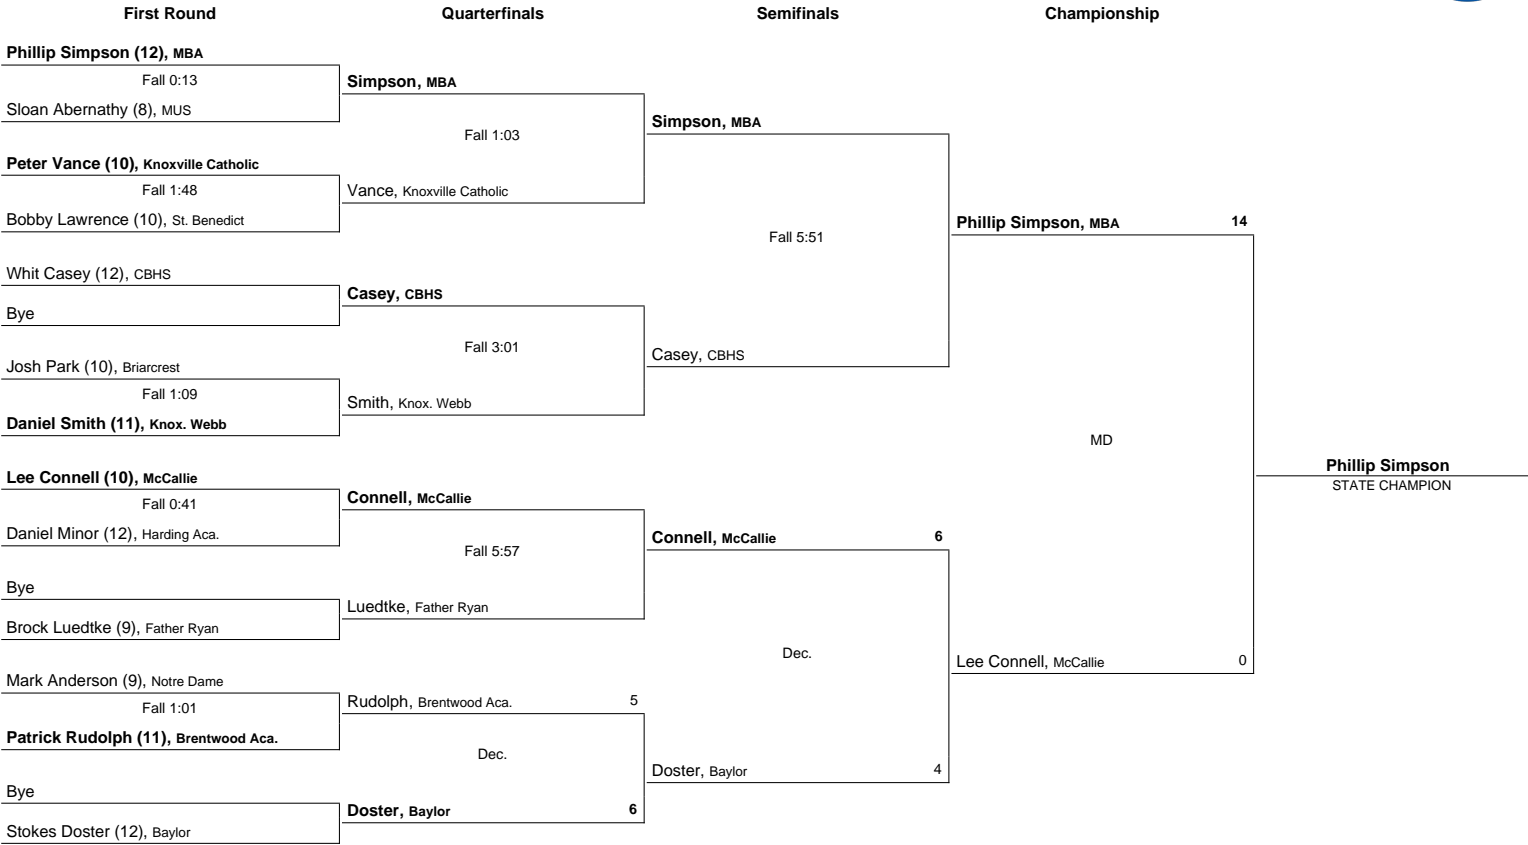 First Round
Quarterfinals
Semifinals
Championship
Phillip Simpson (12), MBA
Fall 0:13
Sloan Abernathy (8), MUS
Peter Vance (10), Knoxville Catholic
Fall 1:48
Bobby Lawrence (10), St. Benedict
Whit Casey (12), CBHS
Bye
Josh Park (10), Briarcrest
Fall 1:09
Daniel Smith (11), Knox. Webb
Lee Connell (10), McCallie
Fall 0:41
Daniel Minor (12), Harding Aca.
Bye
Brock Luedtke (9), Father Ryan
Mark Anderson (9), Notre Dame
Fall 1:01
Patrick Rudolph (11), Brentwood Aca.
Bye
Stokes Doster (12), Baylor
Simpson, MBA
Fall 1:03
Vance, Knoxville Catholic
Casey, CBHS
Fall 3:01
Smith, Knox. Webb
Connell, McCallie
Fall 5:57
Luedtke, Father Ryan
Rudolph, Brentwood Aca. 5
Dec.
Doster, Baylor 6
Simpson, MBA
Fall 5:51
Casey, CBHS
Connell, McCallie 6
Dec.
Doster, Baylor 4
Phillip Simpson, MBA 14
MD
Lee Connell, McCallie 0
Phillip Simpson
STATE CHAMPION